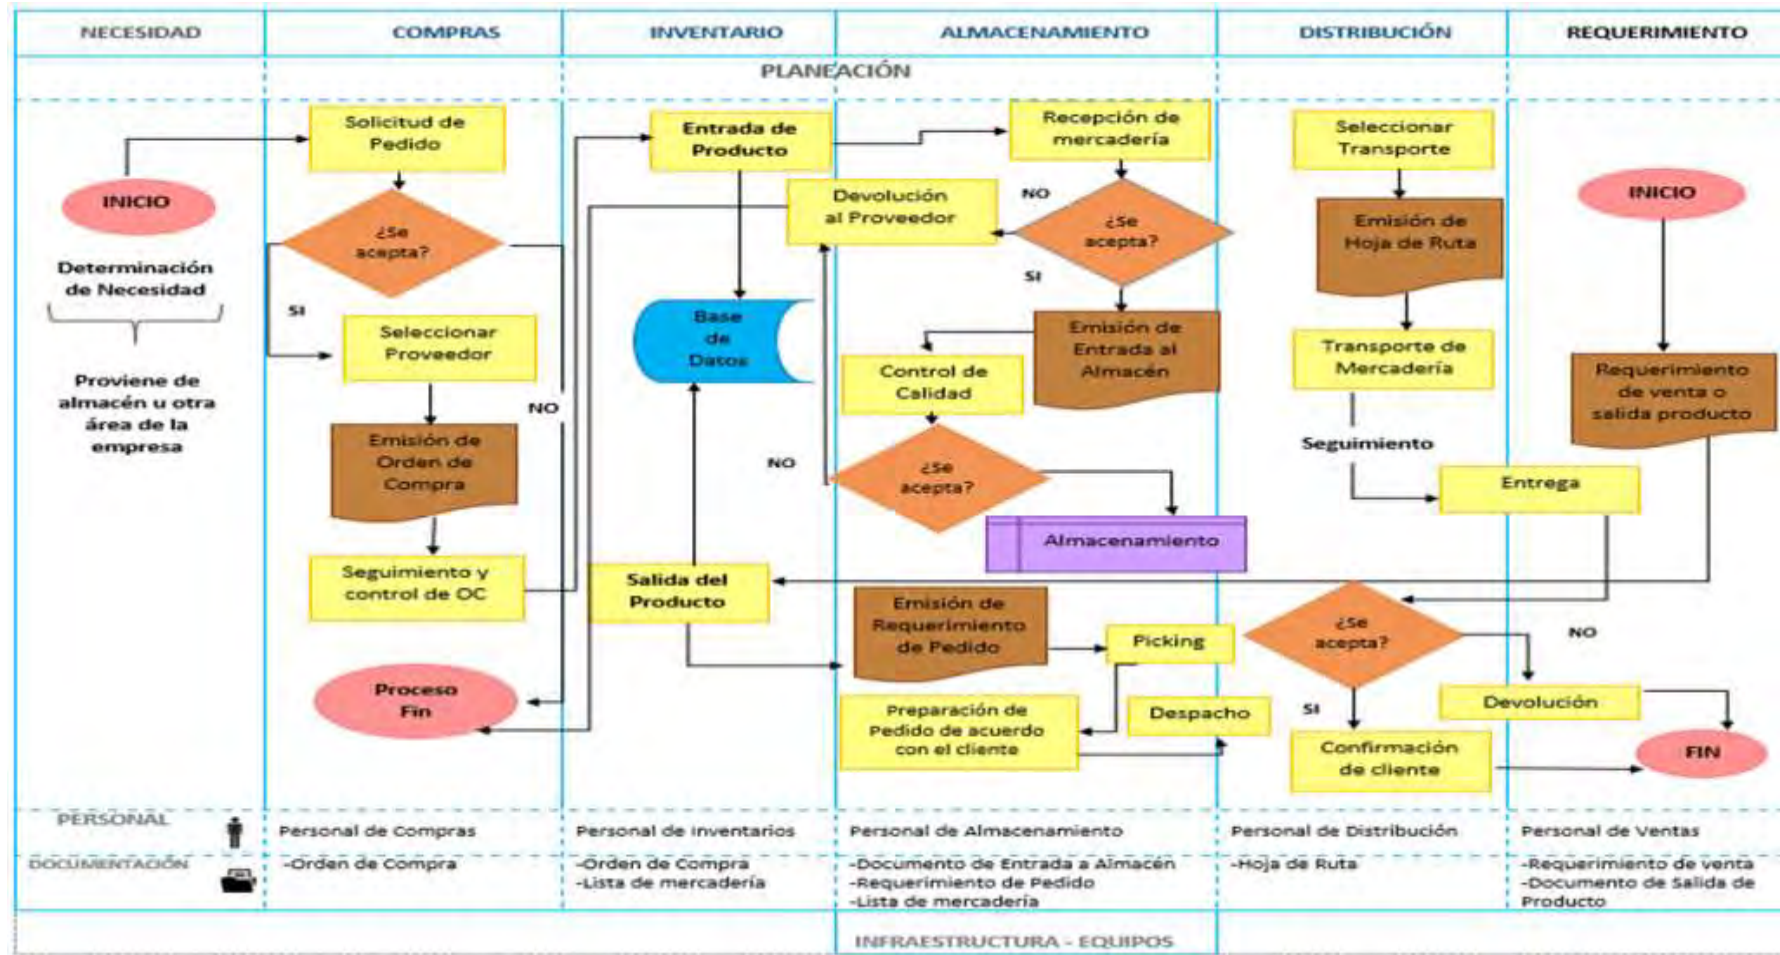 NECESIDAD
COMPRAS
INVENTARIO
ALMACENAMIENTO
DISTRIBUCIÓN
REQUERIMIENTO
PLANEACIÓN
INICIO
Determinación
de Necesidad
Proviene de
almacén u otra
área de la
empresa
Solicitud de
Pedido
¿Se
acepta?
SI
NO
Seleccionar
Proveedor
Emisión de
Orden de
Compra
Seguimiento y
control de OC
Proceso
Fin
Entrada de
Producto
Base
de
Datos
Salida del
Producto
Recepción de
mercadería
¿Se
acepta?
NO
SI
Devolución
al Proveedor
Emisión de
Entrada al
Almacén
Control de
Calidad
¿Se
acepta?
NO
Almacenamiento
Emisión de
Requerimiento
de Pedido
Picking
Preparación de
Pedido de acuerdo
con el cliente
Despacho
Seleccionar
Transporte
Emisión de
Hoja de Ruta
Transporte de
Mercadería
Seguimiento
Entrega
¿Se
acepta?
NO
SI
Devolución
Confirmación
de cliente
INICIO
Requerimiento
de venta o
salida producto
FIN
PERSONAL
Personal de Compras
Personal de Inventarios
Personal de Almacenamiento
Personal de Distribución
Personal de Ventas
DOCUMENTACIÓN
-Orden de Compra
-Orden de Compra
-Lista de mercadería
-Documento de Entrada a Almacén
-Requerimiento de Pedido
-Lista de mercadería
-Hoja de Ruta
-Requerimiento de venta
-Documento de Salida de
Producto
INFRAESTRUCTURA - EQUIPOS